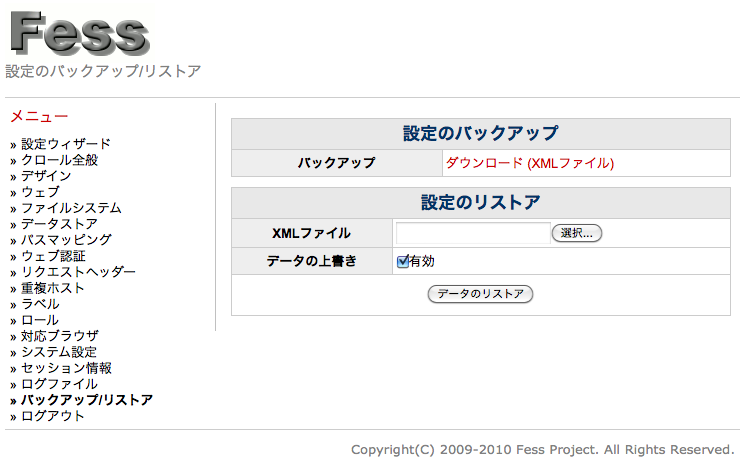 Fess
設定のバックアップ/リストア
メニュー
» 設定ウィザード
» クロール全般
» デザイン
» ウェブ
» ファイルシステム
» データストア
» パスマッピング
» ウェブ認証
» リクエストヘッダー
» 重複ホスト
» ラベル
» ロール
» 対応ブラウザ
» システム設定
» セッション情報
» ログファイル
» バックアップ/リストア
» ログアウト
設定のバックアップ
バックアップ ダウンロード (XMLファイル)
設定のリストア
XMLファイル 選択...
データの上書き 有効
データのリストア
Copyright(C) 2009-2010 Fess Project. All Rights Reserved.